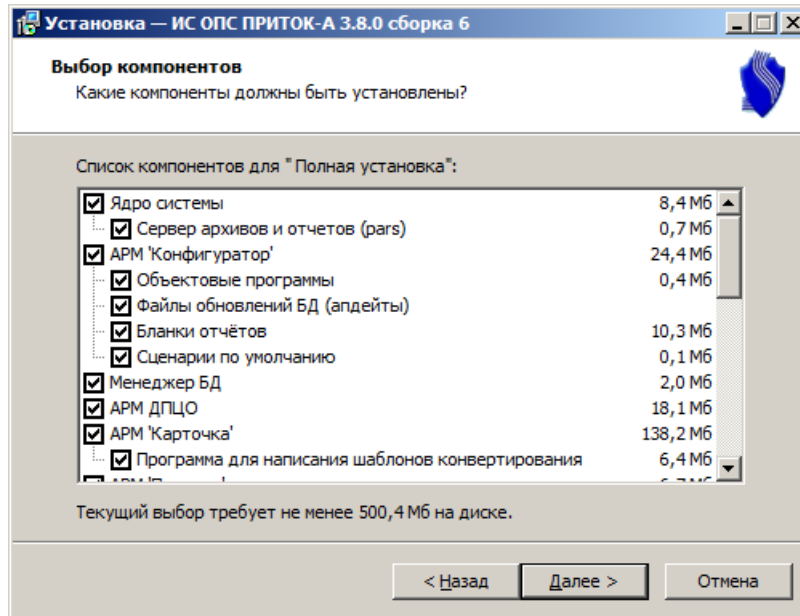 Установка — ИС ОПС ПРИТОК-А 3.8.0 сборка 6
Выбор компонентов
Какие компоненты должны быть установлены?
Список компонентов для "Полная установка":
Ядро системы 8,4 Мб
Сервер архивов и отчетов (pars) 0,7 Мб
АРМ 'Конфигуратор' 24,4 Мб
Объектовые программы 0,4 Мб
Файлы обновлений БД (апдейты)
Бланки отчётов 10,3 Мб
Сценарии по умолчанию 0,1 Мб
Менеджер БД 2,0 Мб
АРМ ДПЦО 18,1 Мб
АРМ 'Карточка' 138,2 Мб
Программа для написания шаблонов конвертирования 6,4 Мб
Текущий выбор требует не менее 500,4 Мб на диске.
< Назад Далее > Отмена